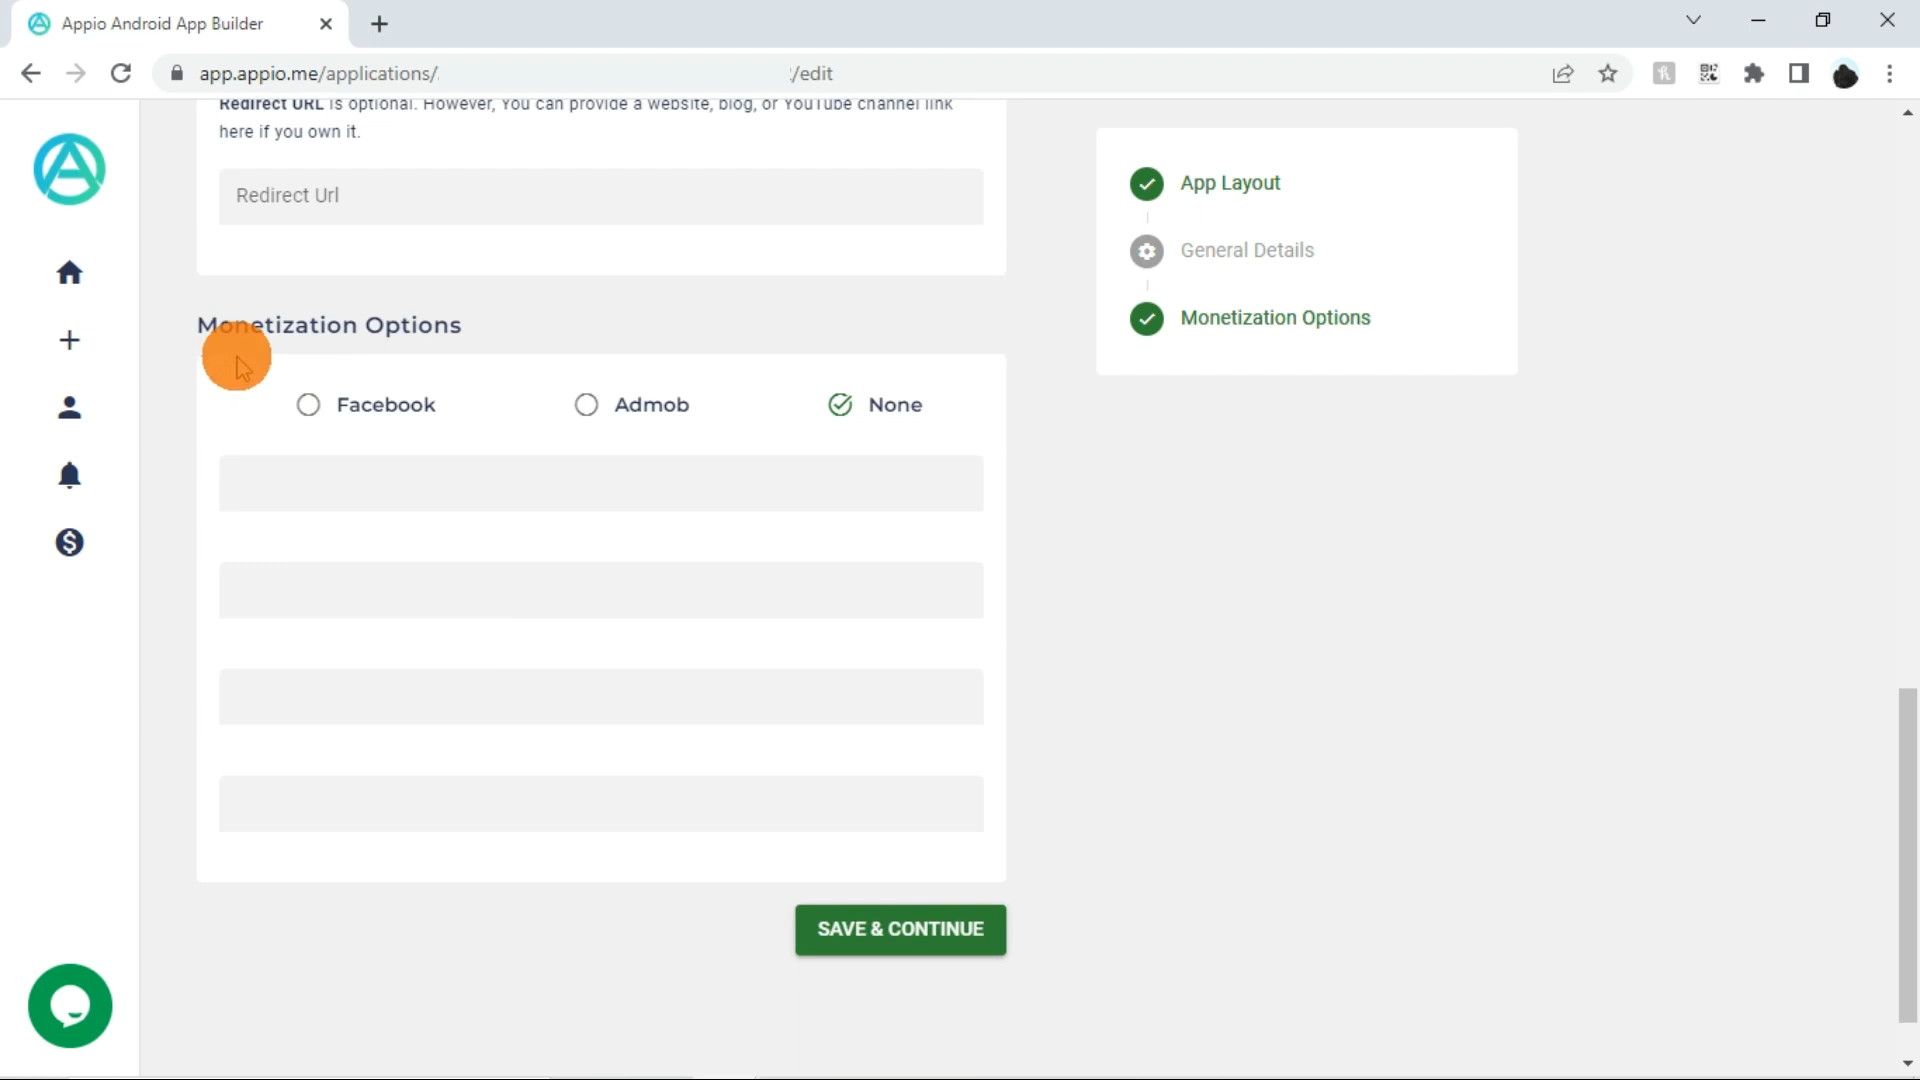 Appio Android App Builder
app.appio.me/applications/
/edit
Redirect URL is optional. However, You can provide a website, blog, or YouTube channel link
here if you own it.
Redirect Url
Monetization Options
Facebook
Admob
None
SAVE & CONTINUE
App Layout
General Details
Monetization Options